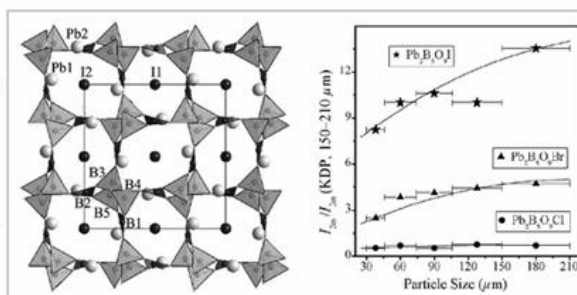 Pb2
Pb1
I2
I1
B3
B4
B2
B5
B1
I₂ω/I₂ω (KDP, 150–210 μm)
12
9
6
3
0
Pb₂B₅O₉I
Pb₂B₅O₉Br
Pb₂B₅O₉Cl
30 60 90 120 150 180 210
Particle Size (μm)